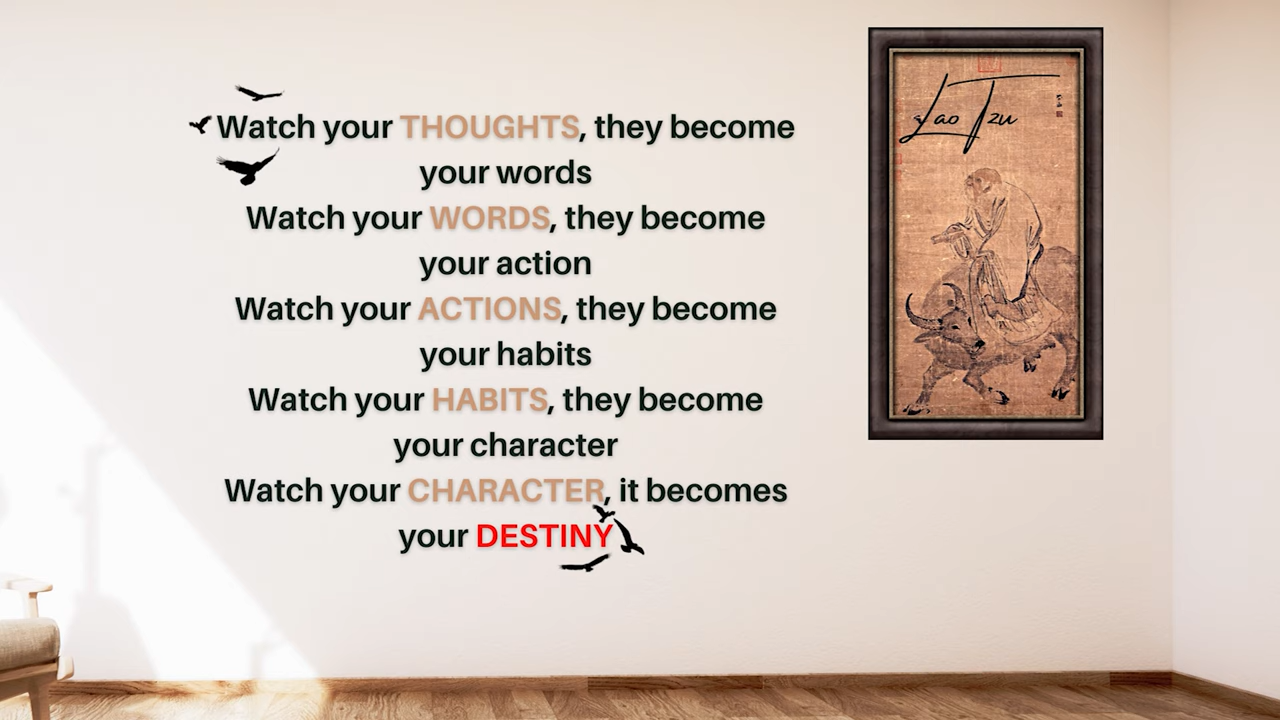 Watch your THOUGHTS, they become
your words
Watch your WORDS, they become
your action
Watch your ACTIONS, they become
your habits
Watch your HABITS, they become
your character
Watch your CHARACTER, it becomes
your DESTINY
Lao Tzu